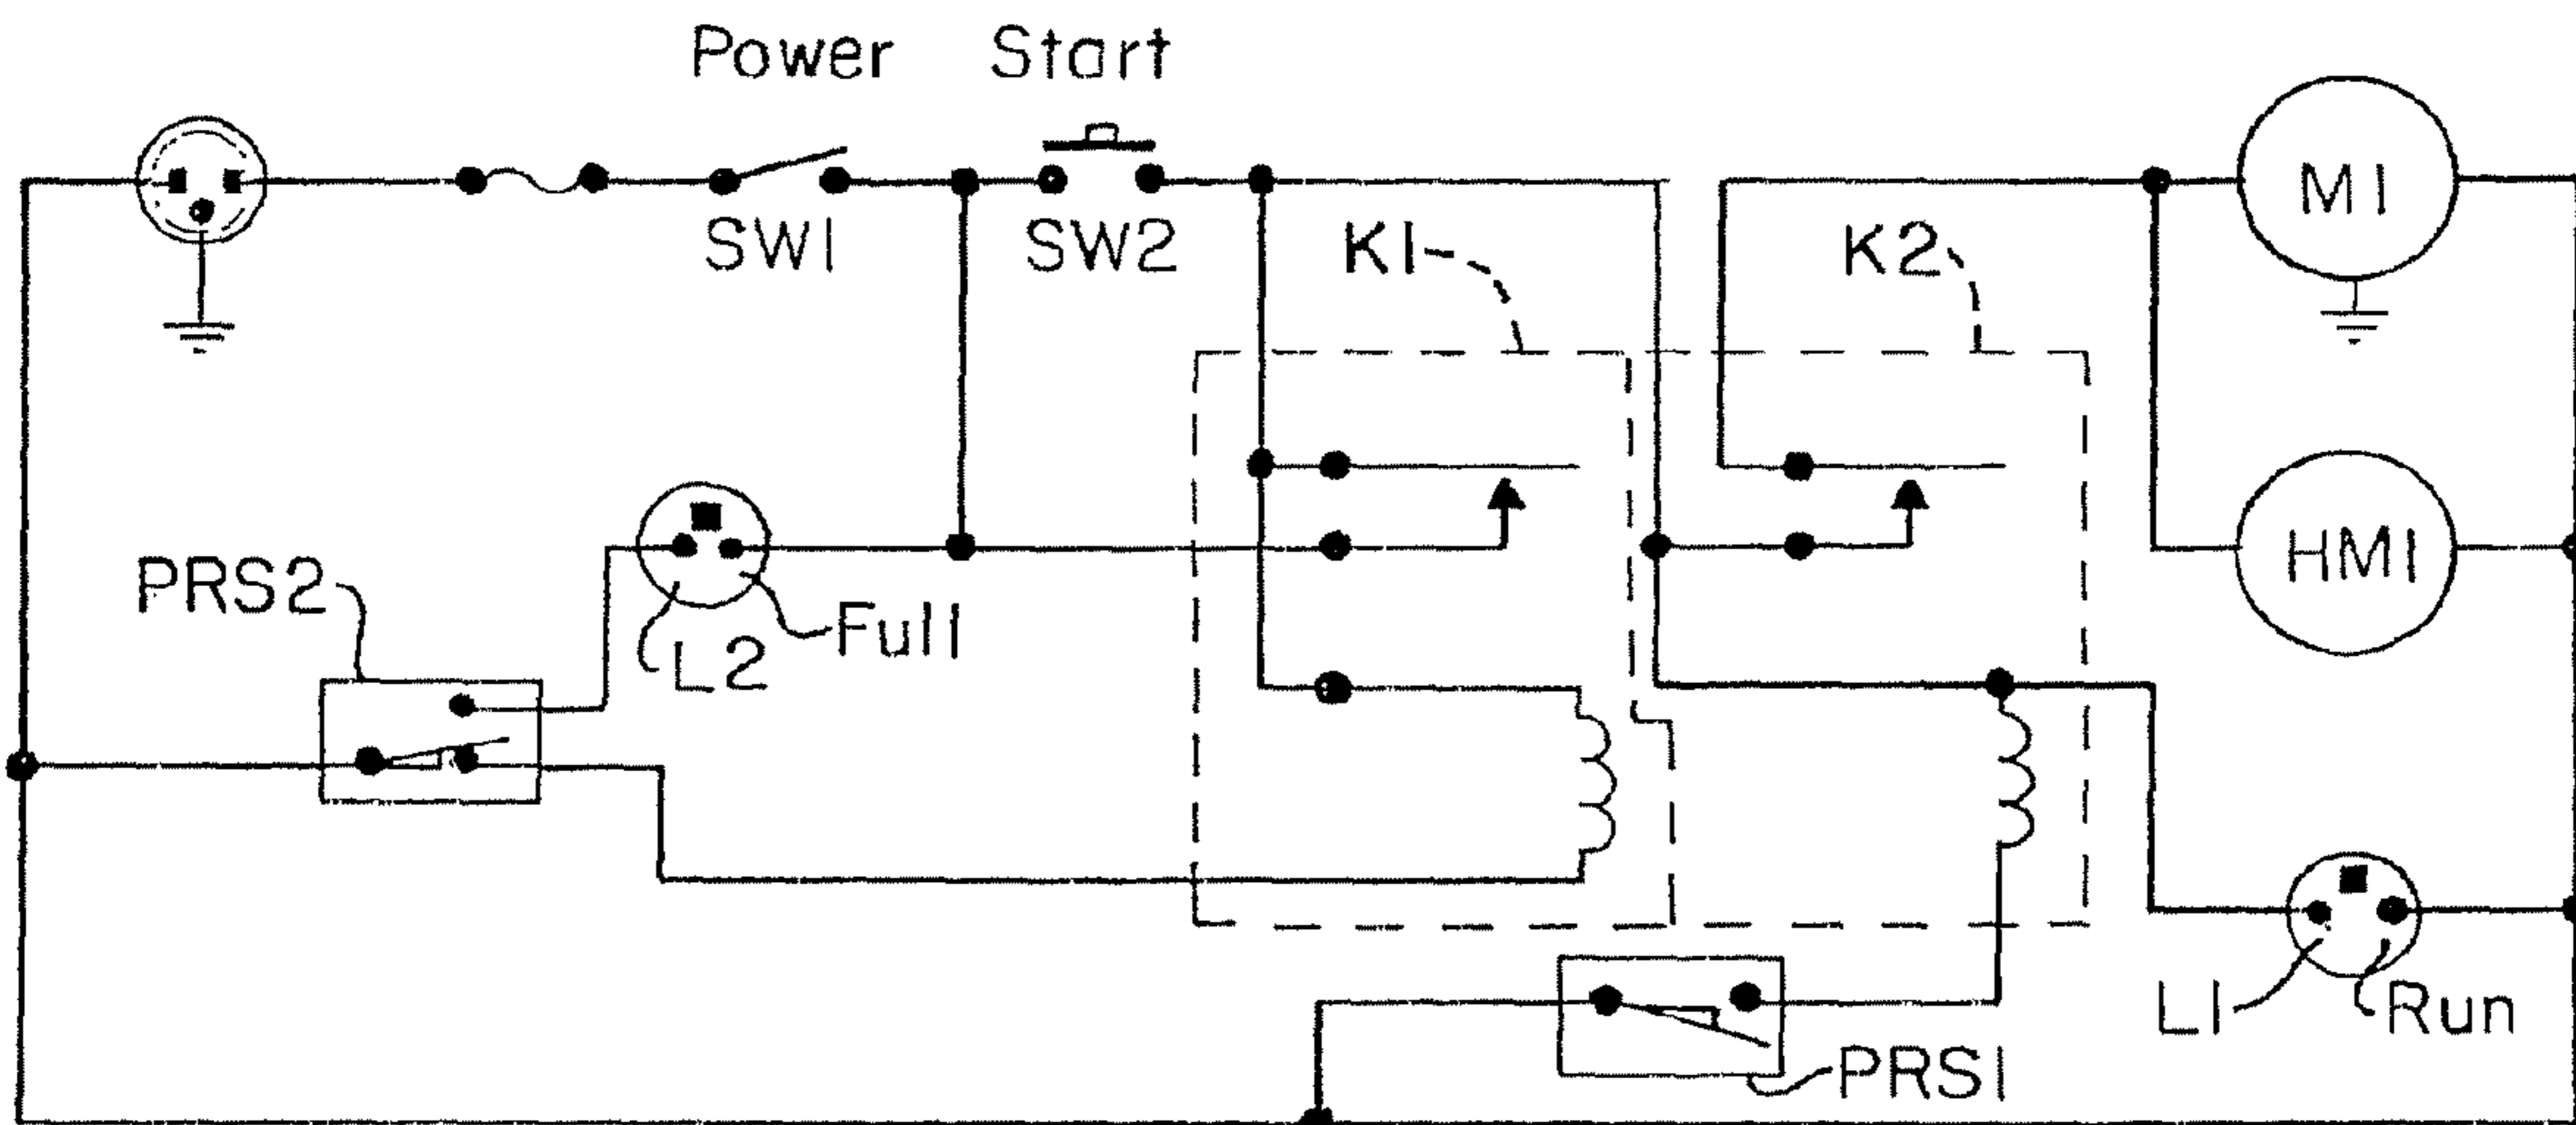 Power Start
SW1 SW2
K1 K2
M1
HM1
PRS2
L2 Full
L1 Run
PRS1